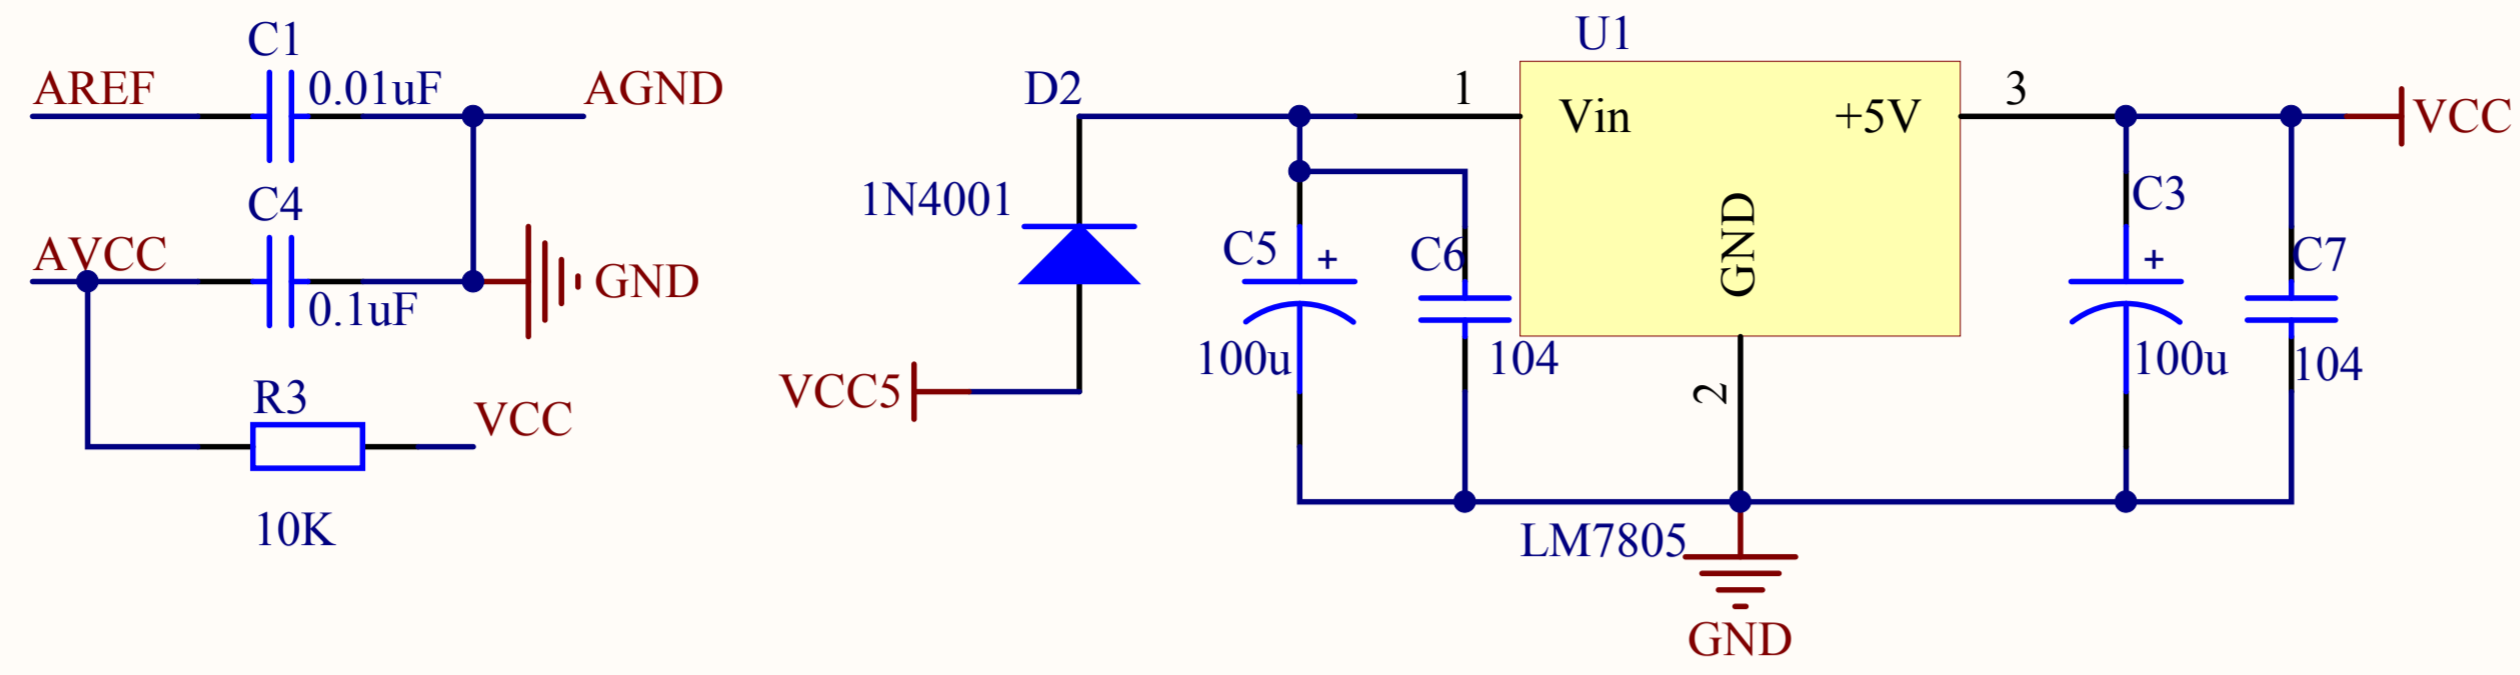 C1
AREF
0.01uF
AGND
C4
AVCC
0.1uF
GND
R3
VCC
10K
D2
1N4001
VCC5
U1
1
Vin
+5V
3
VCC
GND
2
C5
+
100u
C6
104
C3
+
100u
C7
104
LM7805
GND